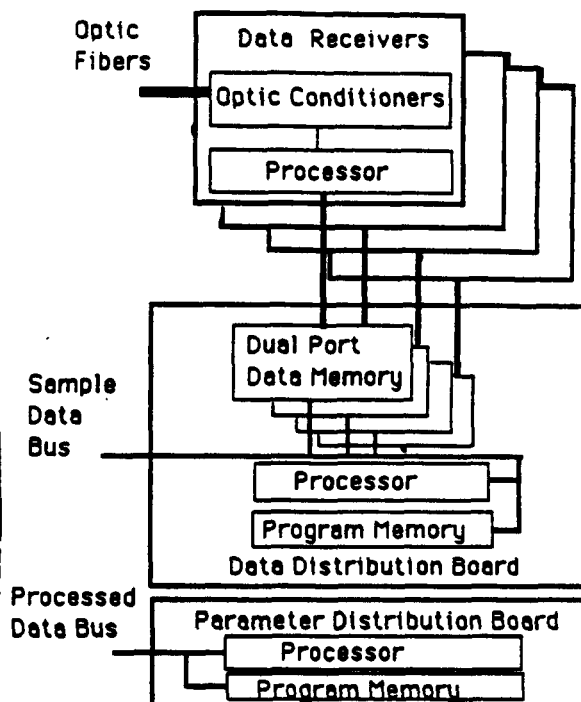 Optic
Fibers
Data Receivers
Optic Conditioners
Processor
Dual Port
Data Memory
Sample
Data
Bus
Processor
Program Memory
Data Distribution Board
Processed
Data Bus
Parameter Distribution Board
Processor
Program Memory